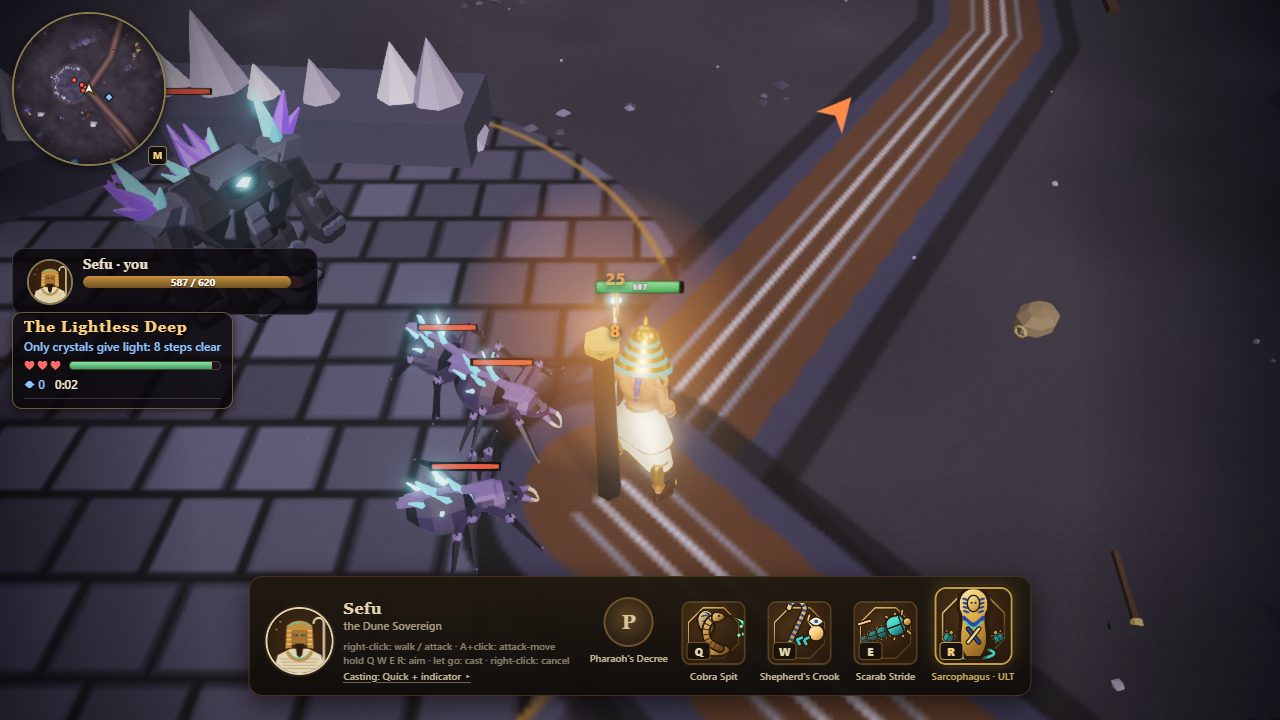 M
Sefu · you
587 / 620
The Lightless Deep
Only crystals give light: 8 steps clear
0 0:02
25
587
8
Sefu
the Dune Sovereign
right-click: walk / attack · A+click: attack-move
hold Q W E R: aim · let go: cast · right-click: cancel
Casting: Quick + indicator ▸
P
Pharaoh's Decree
Q
Cobra Spit
W
Shepherd's Crook
E
Scarab Stride
R
Sarcophagus · ULT